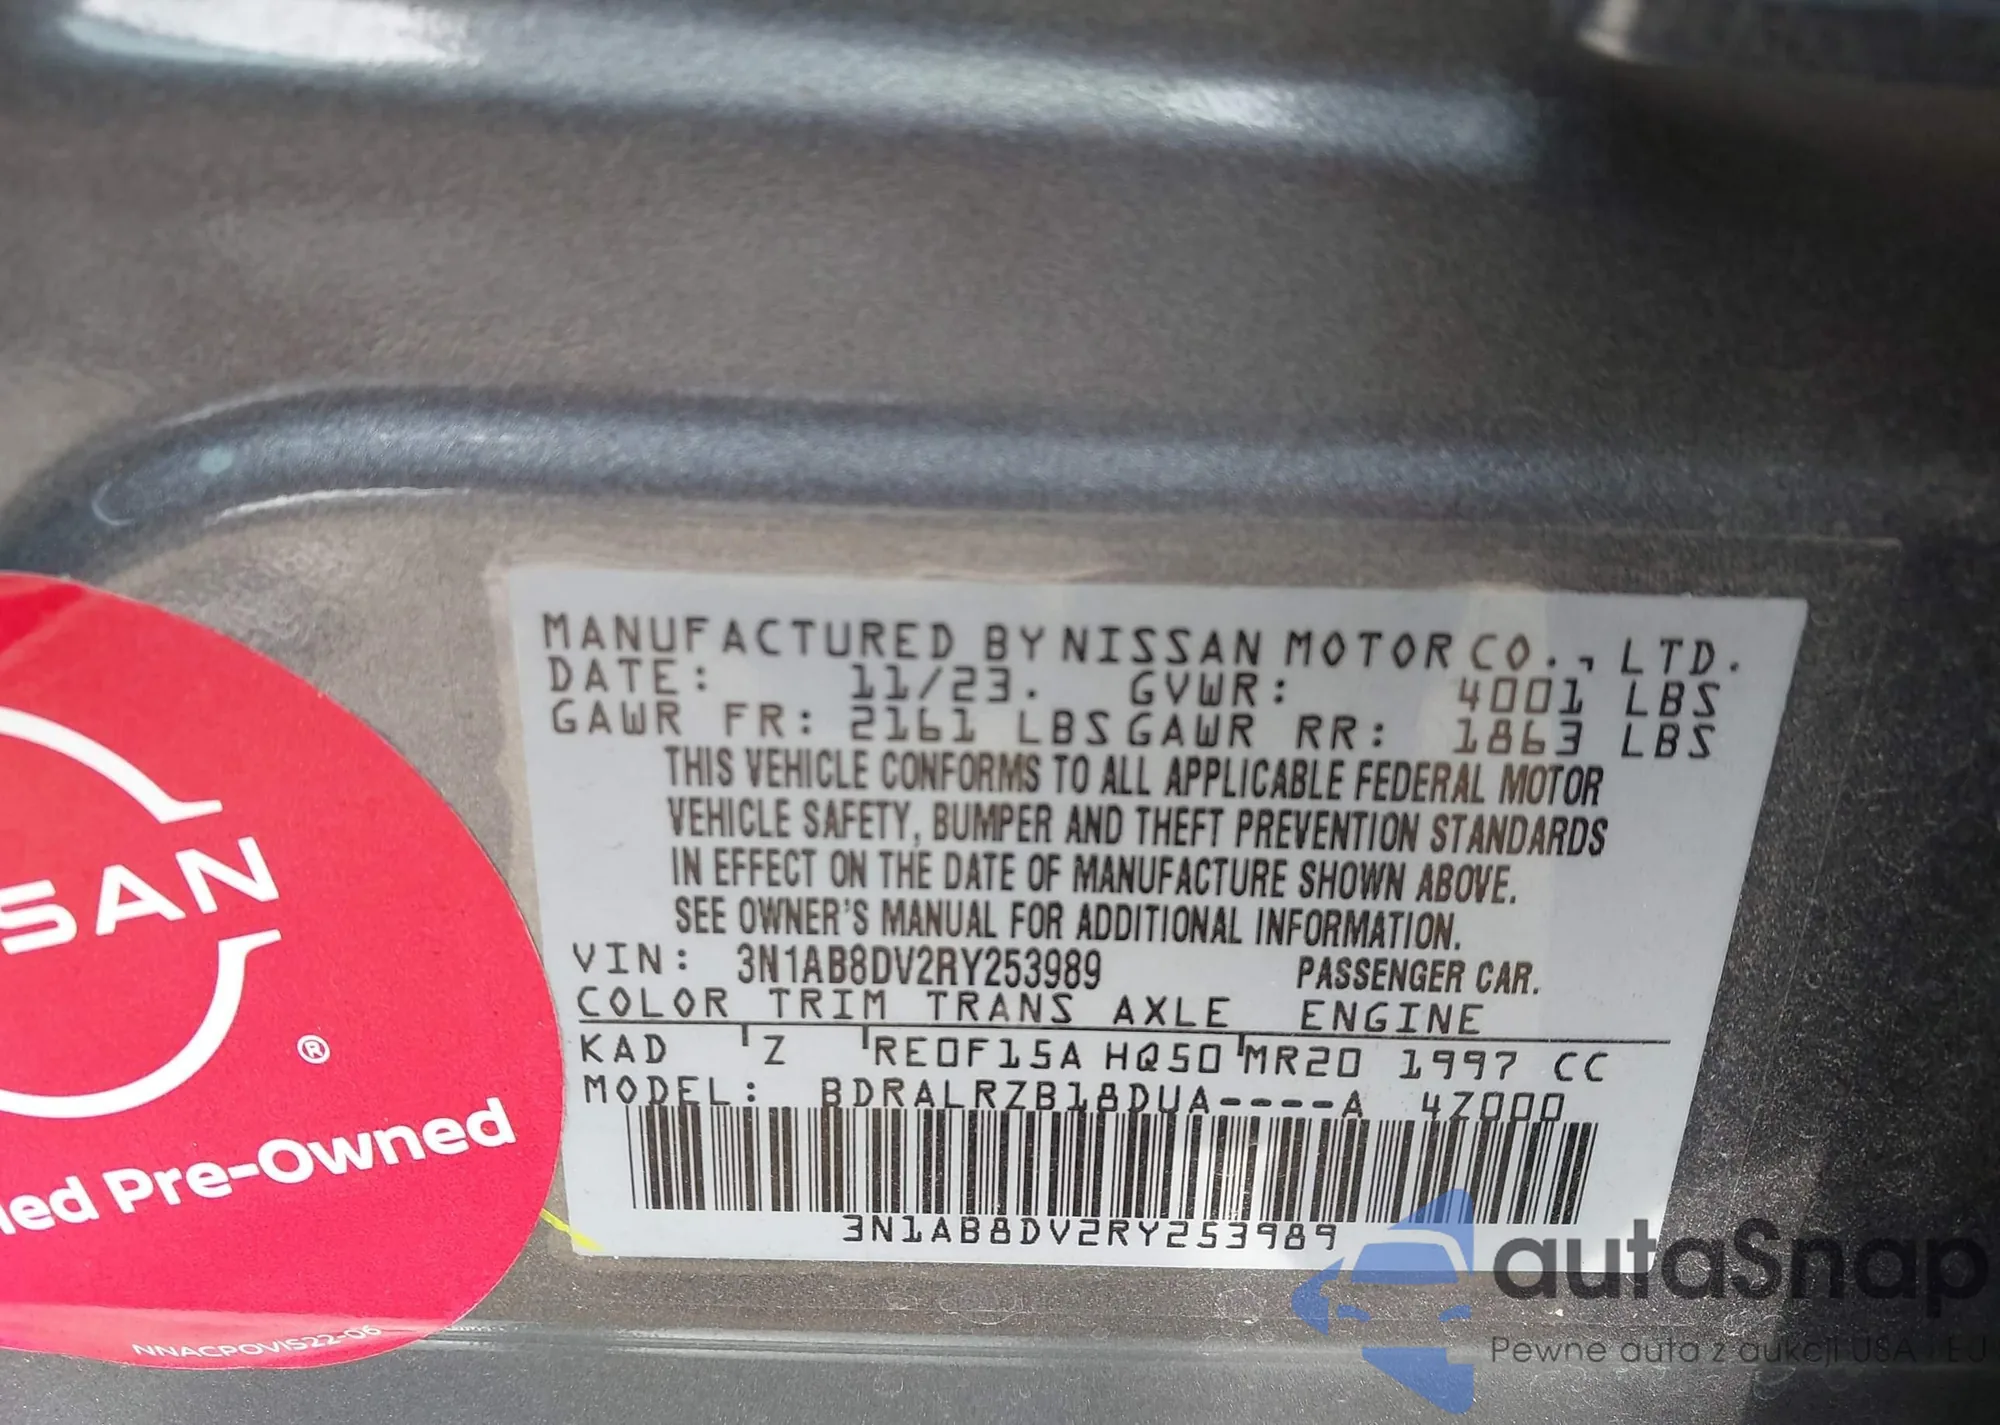 MANUFACTURED BY NISSAN MOTOR CO., LTD.
DATE: 11/23. GVWR: 4001 LBS
GAWR FR: 2161 LBS GAWR RR: 1863 LBS
THIS VEHICLE CONFORMS TO ALL APPLICABLE FEDERAL MOTOR
VEHICLE SAFETY, BUMPER AND THEFT PREVENTION STANDARDS
IN EFFECT ON THE DATE OF MANUFACTURE SHOWN ABOVE.
SEE OWNER'S MANUAL FOR ADDITIONAL INFORMATION.
VIN: 3N1AB8DV2RY253989 PASSENGER CAR.
COLOR TRIM TRANS AXLE ENGINE
KAD Z RE0F15A HQ50 MR20 1997 CC
MODEL: BDRALRZB18DUA----A 4Z000
3N1AB8DV2RY253989
SSAN
®
ied Pre-Owned
NNACPOVIS22-06
autaSnap
Pewne auta z aukcji USA i EU